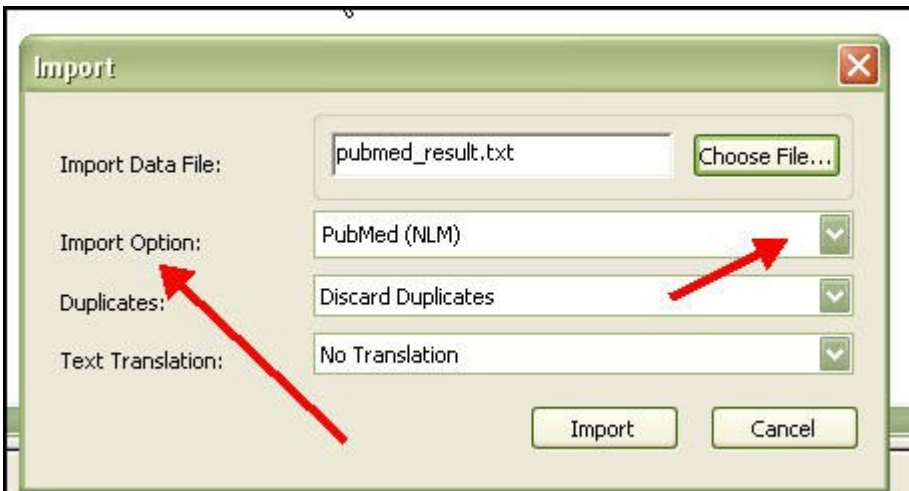 Import
Import Data File: pubmed_result.txt Choose File...
Import Option: PubMed (NLM)
Duplicates: Discard Duplicates
Text Translation: No Translation
Import Cancel